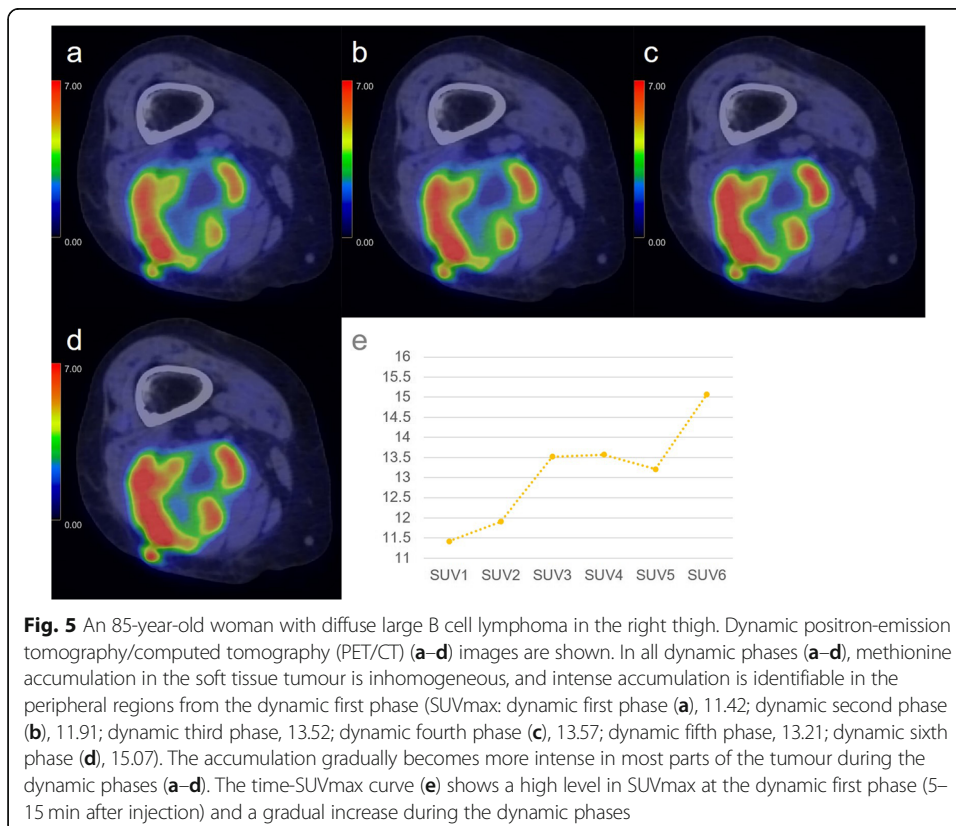 a
7.00
0.00
b
7.00
0.00
c
7.00
0.00
d
7.00
0.00
e
16
15.5
15
14.5
14
13.5
13
12.5
12
11.5
11
SUV1 SUV2 SUV3 SUV4 SUV5 SUV6
Fig. 5 An 85-year-old woman with diffuse large B cell lymphoma in the right thigh. Dynamic positron-emission
tomography/computed tomography (PET/CT) (a–d) images are shown. In all dynamic phases (a–d), methionine
accumulation in the soft tissue tumour is inhomogeneous, and intense accumulation is identifiable in the
peripheral regions from the dynamic first phase (SUVmax: dynamic first phase (a), 11.42; dynamic second phase
(b), 11.91; dynamic third phase, 13.52; dynamic fourth phase (c), 13.57; dynamic fifth phase, 13.21; dynamic sixth
phase (d), 15.07). The accumulation gradually becomes more intense in most parts of the tumour during the
dynamic phases (a–d). The time-SUVmax curve (e) shows a high level in SUVmax at the dynamic first phase (5–
15 min after injection) and a gradual increase during the dynamic phases